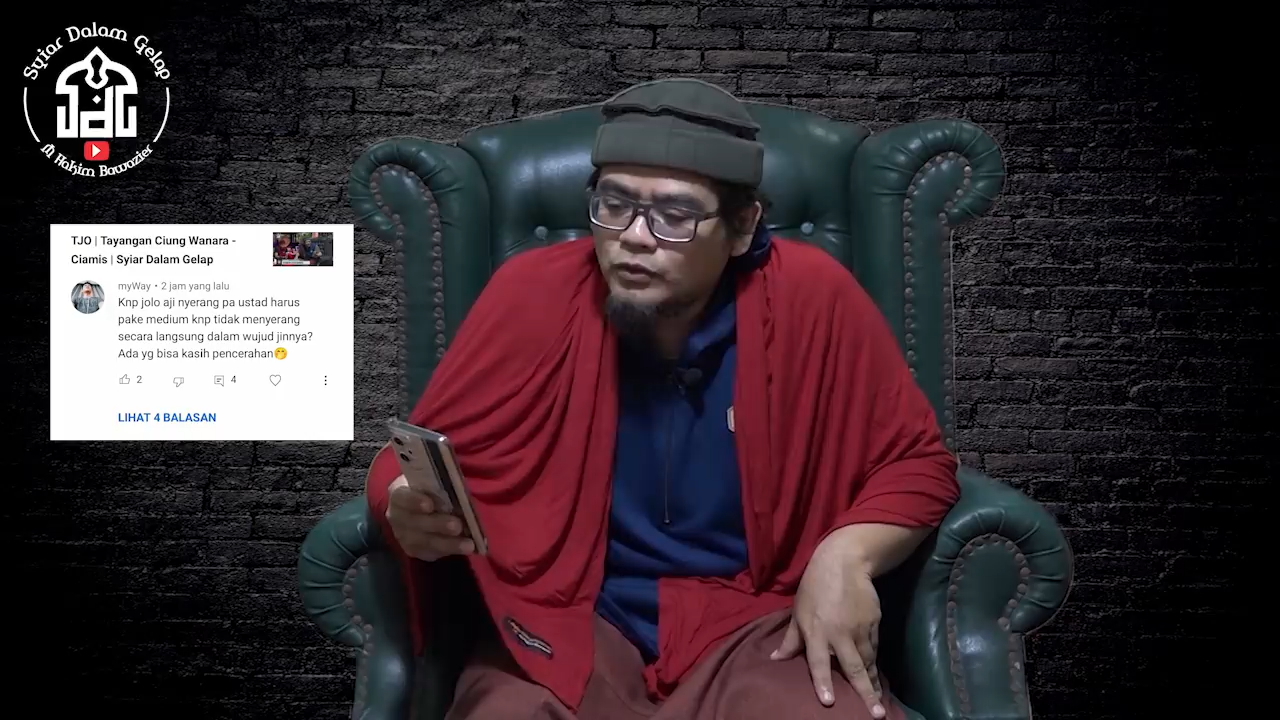 Syiar Dalam Gelap
M Hakim Bawazier
TJO | Tayangan Ciung Wanara -
Ciamis | Syiar Dalam Gelap
myWay • 2 jam yang lalu
Knp jolo aji nyerang pa ustad harus
pake medium knp tidak menyerang
secara langsung dalam wujud jinnya?
Ada yg bisa kasih pencerahan🤭
2
4
LIHAT 4 BALASAN